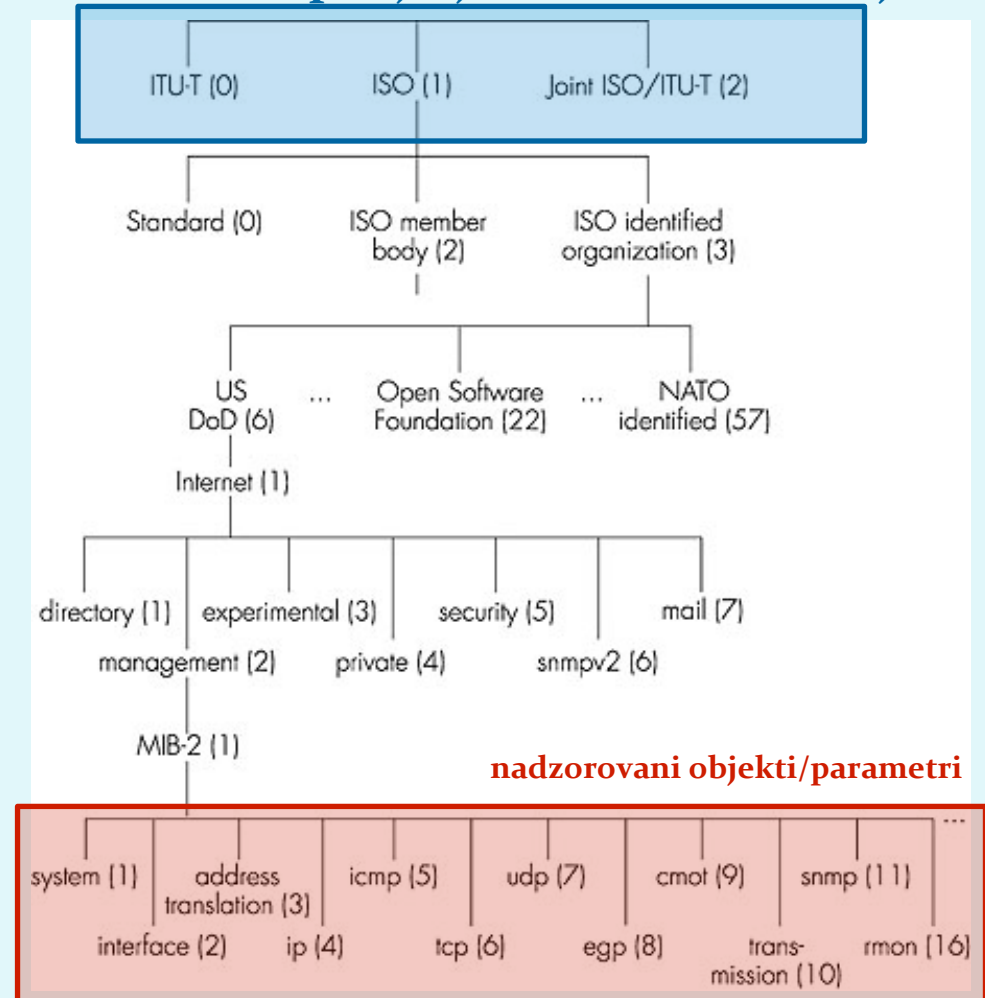 ITU-T (0) ISO (1) Joint ISO/ITU-T (2)
Standard (0) ISO member ISO identified
body (2) organization (3)
US ... Open Software ... NATO
DoD (6) Foundation (22) identified (57)
Internet (1)
directory (1) experimental (3) security (5) mail (7)
management (2) private (4) snmpv2 (6)
MIB-2 (1)
nadzorovani objekti/parametri
...
system (1) address icmp (5) udp (7) cmot (9) snmp (11)
translation (3)
interface (2) ip (4) tcp (6) egp (8) trans- rmon (16)
mission (10)